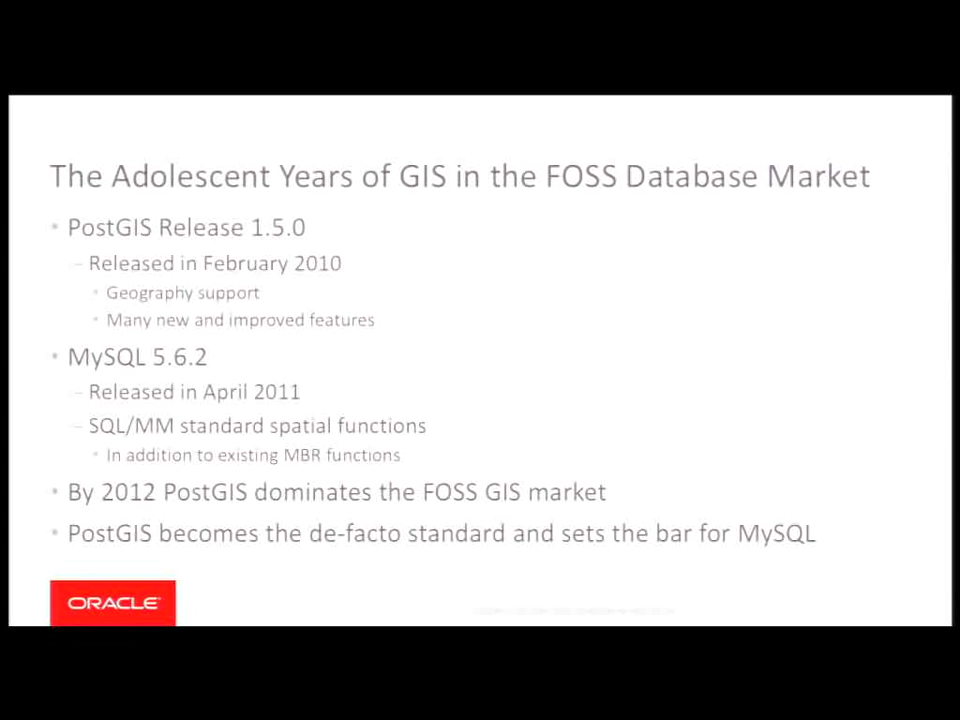 The Adolescent Years of GIS in the FOSS Database Market
• PostGIS Release 1.5.0
– Released in February 2010
• Geography support
• Many new and improved features
• MySQL 5.6.2
– Released in April 2011
– SQL/MM standard spatial functions
• In addition to existing MBR functions
• By 2012 PostGIS dominates the FOSS GIS market
• PostGIS becomes the de-facto standard and sets the bar for MySQL
ORACLE